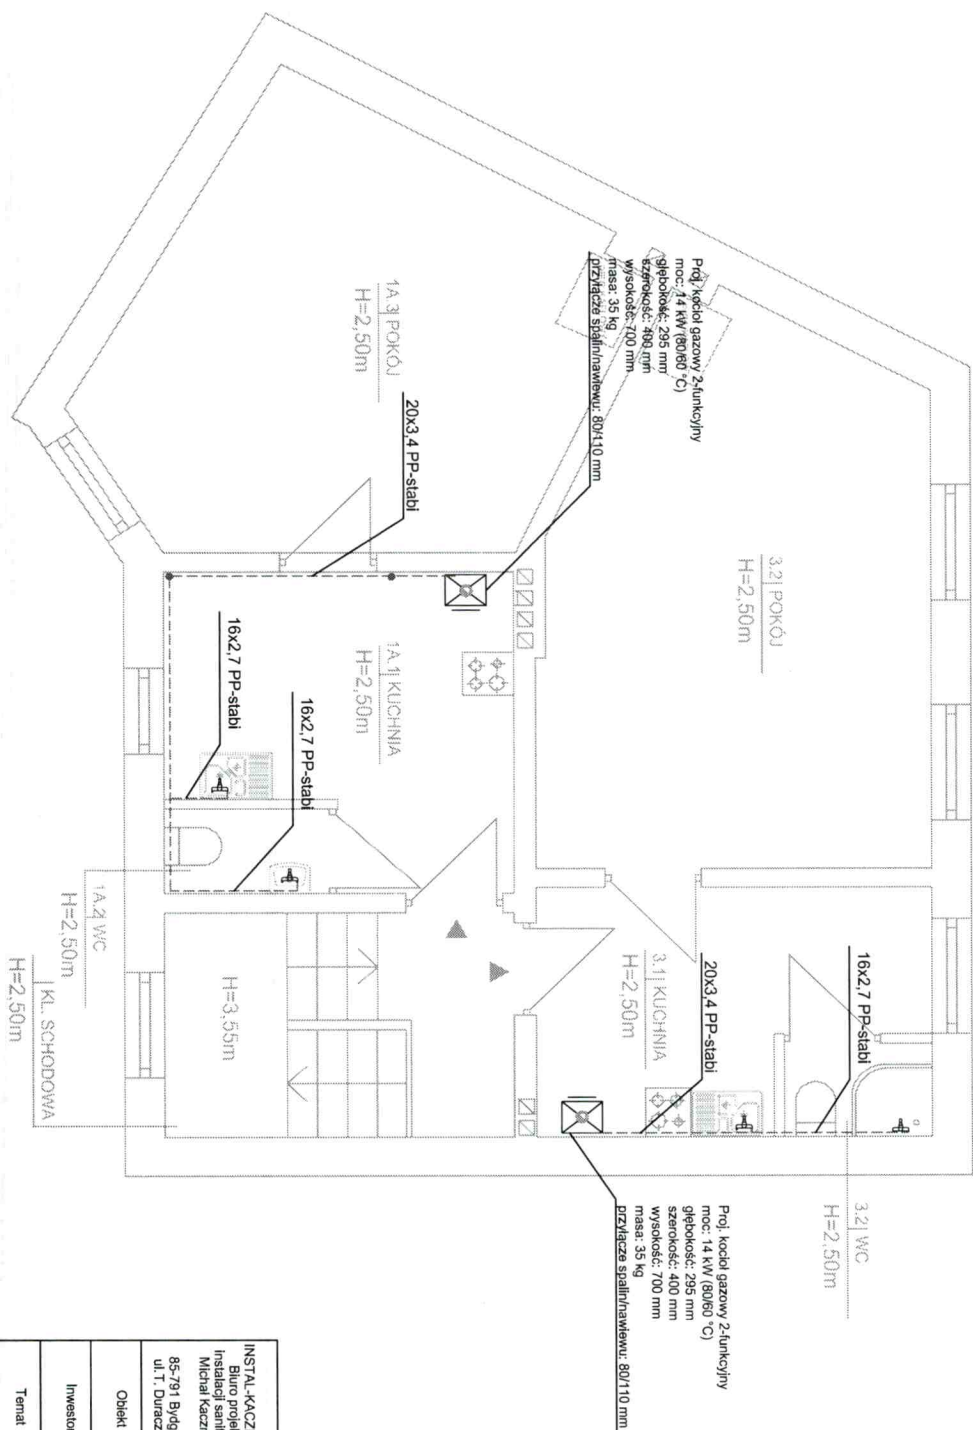 Proj. kocioł gazowy 2-funkcyjny
moc: 14 kW (80/60 °C)
głębokość: 295 mm
szerokość: 400 mm
wysokość: 700 mm
masa: 35 kg
przyłącze spalin/nawiewu: 80/110 mm
1A.3| POKÓJ
H=2,50m
20x3,4 PP-stabi
3.2| POKÓJ
H=2,50m
16x2,7 PP-stabi
1A.1| KUCHNIA
H=2,50m
16x2,7 PP-stabi
1A.2| WC
H=2,50m
| KL. SCHODOWA
H=2,50m
H=3,55m
3.1| KUCHNIA
H=2,50m
20x3,4 PP-stabi
16x2,7 PP-stabi
3.2| WC
H=2,50m
Proj. kocioł gazowy 2-funkcyjny
moc: 14 kW (80/60 °C)
głębokość: 295 mm
szerokość: 400 mm
wysokość: 700 mm
masa: 35 kg
przyłącze spalin/nawiewu: 80/110 mm
INSTAL-KACZ
Biuro projek
instalacji sanit
Michał Kaczm
85-791 Bydg
ul.T. Duracz
Obiekt
Inwestor
Temat